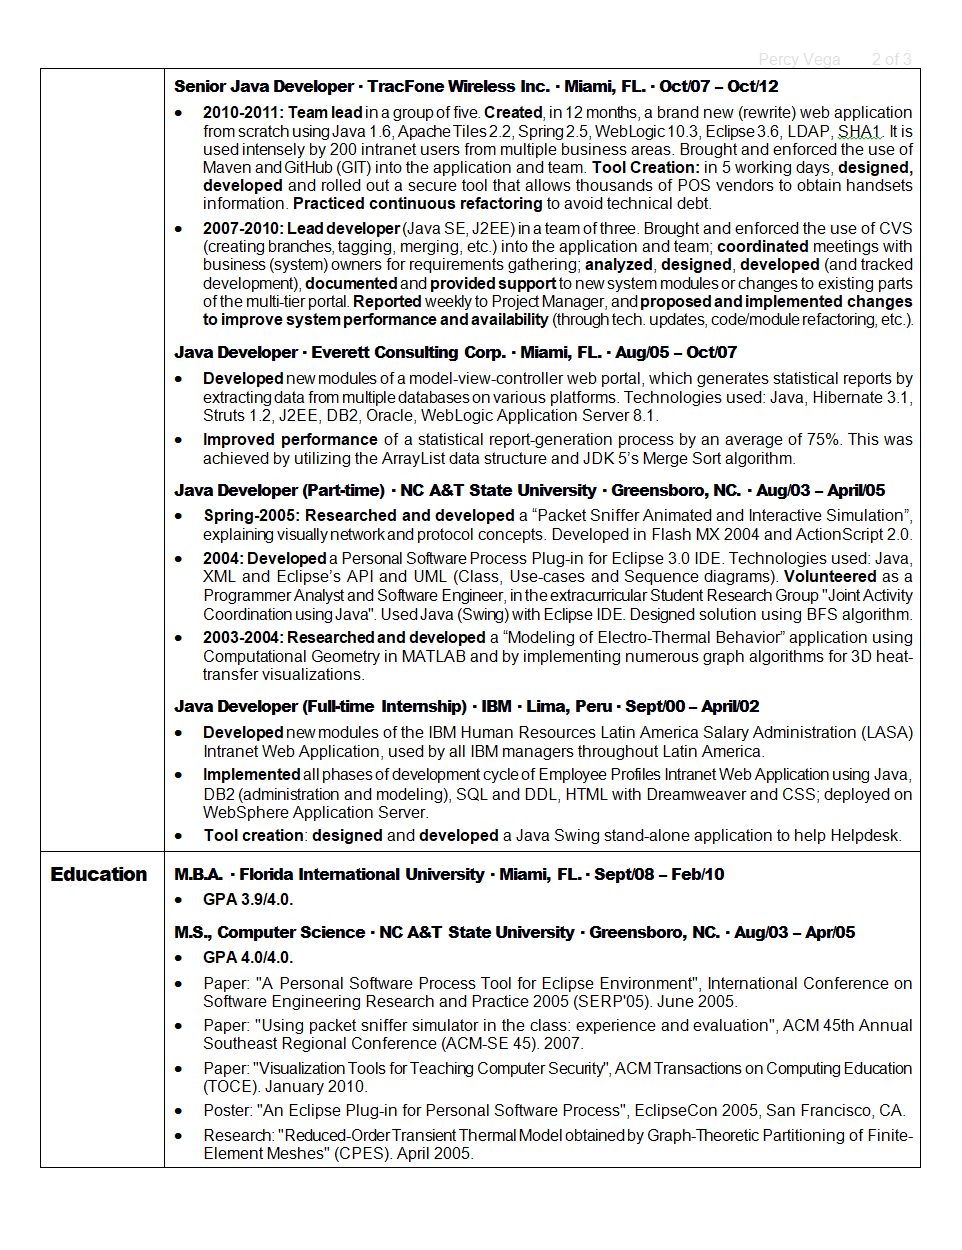 Percy Vega 2 of 3
Senior Java Developer · TracFone Wireless Inc. · Miami, FL. · Oct/07 – Oct/12
• 2010-2011: Team lead in a group of five. Created, in 12 months, a brand new (rewrite) web application
from scratch using Java 1.6, Apache Tiles 2.2, Spring 2.5, WebLogic 10.3, Eclipse 3.6, LDAP, SHA1. It is
used intensely by 200 intranet users from multiple business areas. Brought and enforced the use of
Maven and GitHub (GIT) into the application and team. Tool Creation: in 5 working days, designed,
developed and rolled out a secure tool that allows thousands of POS vendors to obtain handsets
information. Practiced continuous refactoring to avoid technical debt.
• 2007-2010: Lead developer (Java SE, J2EE) in a team of three. Brought and enforced the use of CVS
(creating branches, tagging, merging, etc.) into the application and team; coordinated meetings with
business (system) owners for requirements gathering; analyzed, designed, developed (and tracked
development), documented and provided support to new system modules or changes to existing parts
of the multi-tier portal. Reported weekly to Project Manager, and proposed and implemented changes
to improve system performance and availability (through tech. updates, code/module refactoring, etc.).
Java Developer · Everett Consulting Corp. · Miami, FL. · Aug/05 – Oct/07
• Developed new modules of a model-view-controller web portal, which generates statistical reports by
extracting data from multiple databases on various platforms. Technologies used: Java, Hibernate 3.1,
Struts 1.2, J2EE, DB2, Oracle, WebLogic Application Server 8.1.
• Improved performance of a statistical report-generation process by an average of 75%. This was
achieved by utilizing the ArrayList data structure and JDK 5's Merge Sort algorithm.
Java Developer (Part-time) · NC A&T State University · Greensboro, NC. · Aug/03 – April/05
• Spring-2005: Researched and developed a “Packet Sniffer Animated and Interactive Simulation”,
explaining visually network and protocol concepts. Developed in Flash MX 2004 and ActionScript 2.0.
• 2004: Developed a Personal Software Process Plug-in for Eclipse 3.0 IDE. Technologies used: Java,
XML and Eclipse's API and UML (Class, Use-cases and Sequence diagrams). Volunteered as a
Programmer Analyst and Software Engineer, in the extracurricular Student Research Group "Joint Activity
Coordination using Java". Used Java (Swing) with Eclipse IDE. Designed solution using BFS algorithm.
• 2003-2004: Researched and developed a “Modeling of Electro-Thermal Behavior” application using
Computational Geometry in MATLAB and by implementing numerous graph algorithms for 3D heat-
transfer visualizations.
Java Developer (Full-time Internship) · IBM · Lima, Peru · Sept/00 – April/02
• Developed new modules of the IBM Human Resources Latin America Salary Administration (LASA)
Intranet Web Application, used by all IBM managers throughout Latin America.
• Implemented all phases of development cycle of Employee Profiles Intranet Web Application using Java,
DB2 (administration and modeling), SQL and DDL, HTML with Dreamweaver and CSS; deployed on
WebSphere Application Server.
• Tool creation: designed and developed a Java Swing stand-alone application to help Helpdesk.
Education
M.B.A. · Florida International University · Miami, FL. · Sept/08 – Feb/10
• GPA 3.9/4.0.
M.S., Computer Science · NC A&T State University · Greensboro, NC. · Aug/03 – Apr/05
• GPA 4.0/4.0.
• Paper: "A Personal Software Process Tool for Eclipse Environment", International Conference on
Software Engineering Research and Practice 2005 (SERP'05). June 2005.
• Paper: "Using packet sniffer simulator in the class: experience and evaluation", ACM 45th Annual
Southeast Regional Conference (ACM-SE 45). 2007.
• Paper: "Visualization Tools for Teaching Computer Security", ACM Transactions on Computing Education
(TOCE). January 2010.
• Poster: "An Eclipse Plug-in for Personal Software Process", EclipseCon 2005, San Francisco, CA.
• Research: "Reduced-Order Transient Thermal Model obtained by Graph-Theoretic Partitioning of Finite-
Element Meshes" (CPES). April 2005.